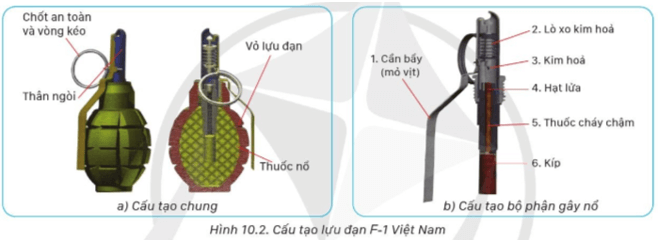 Chốt an toàn
và vòng kéo
Thân ngòi
Vỏ lựu đạn
Thuốc nổ
a) Cấu tạo chung
1. Cần bẩy
(mỏ vịt)
2. Lò xo kim hoả
3. Kim hoả
4. Hạt lửa
5. Thuốc cháy chậm
6. Kíp
b) Cấu tạo bộ phận gây nổ
Hình 10.2. Cấu tạo lựu đạn F-1 Việt Nam